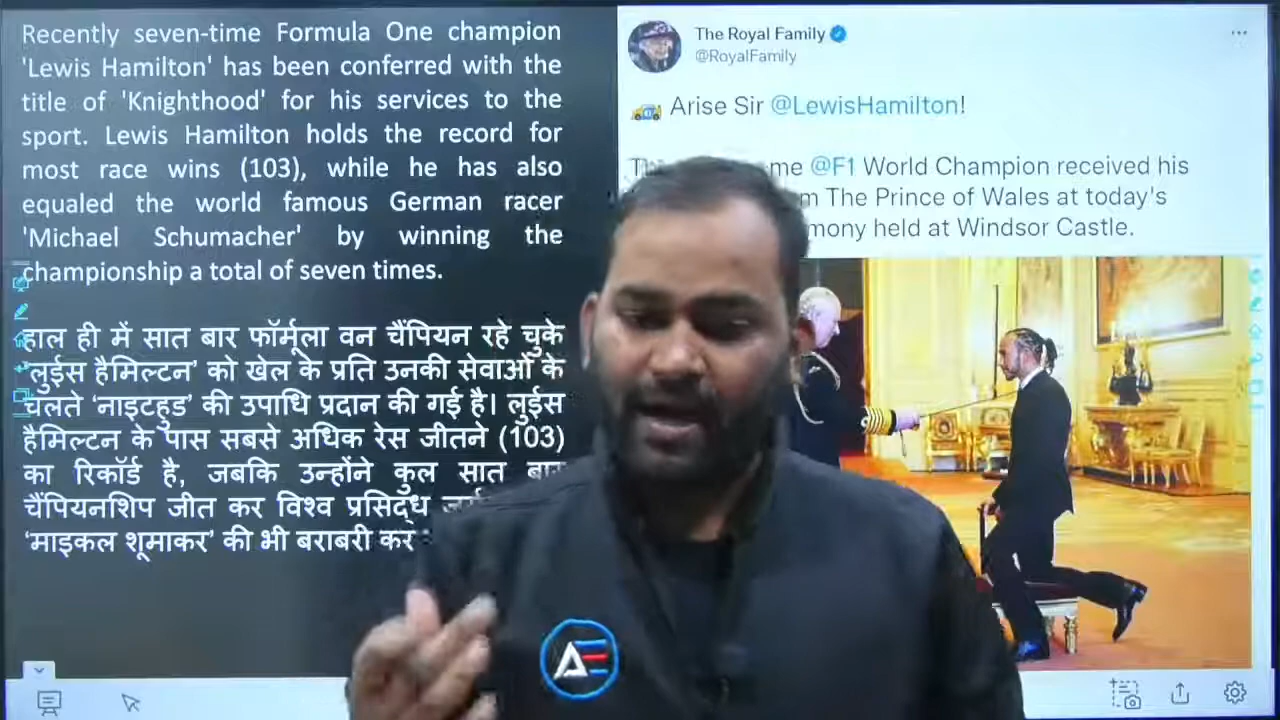 Recently seven-time Formula One champion
'Lewis Hamilton' has been conferred with the
title of 'Knighthood' for his services to the
sport. Lewis Hamilton holds the record for
most race wins (103), while he has also
equaled the world famous German racer
'Michael Schumacher' by winning the
championship a total of seven times.
हाल ही में सात बार फॉर्मूला वन चैंपियन रहे चुके
'लुईस हैमिल्टन' को खेल के प्रति उनकी सेवाओं के
चलते ‘नाइटहुड’ की उपाधि प्रदान की गई है। लुईस
हैमिल्टन के पास सबसे अधिक रेस जीतने (103)
का रिकॉर्ड है, जबकि उन्होंने कुल सात बार
चैंपियनशिप जीत कर विश्व प्रसिद्ध
‘माइकल शूमाकर’ की भी बराबरी कर
The Royal Family
@RoyalFamily
Arise Sir @LewisHamilton!
me @F1 World Champion received his
m The Prince of Wales at today's
mony held at Windsor Castle.
AE